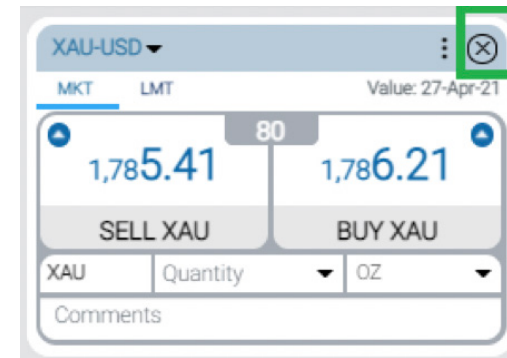 XAU-USD
MKT LMT Value: 27-Apr-21
80
1,785.41 1,786.21
SELL XAU BUY XAU
XAU Quantity OZ
Comments